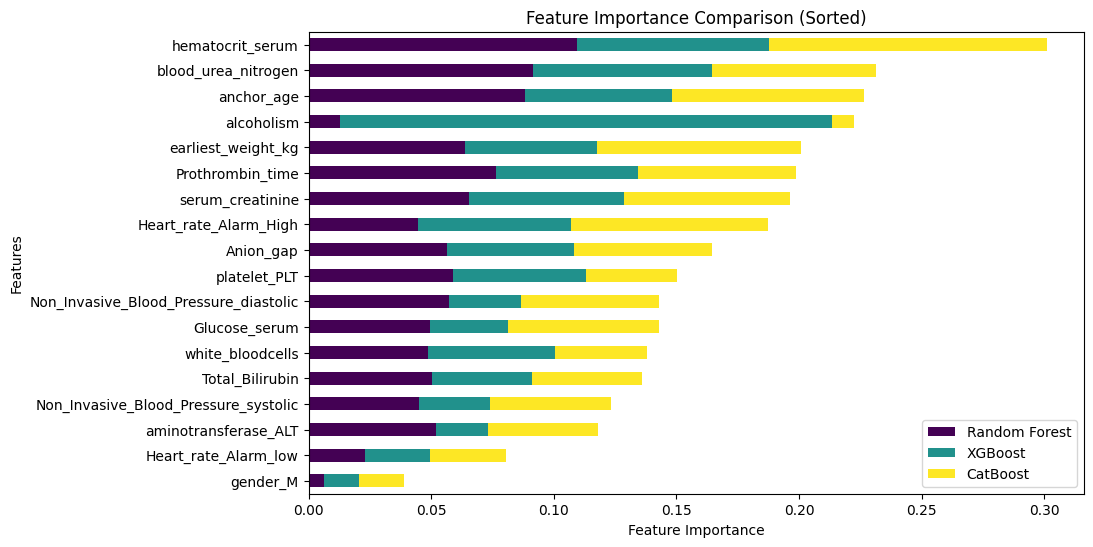 Feature Importance Comparison (Sorted)
Features
hematocrit_serum
blood_urea_nitrogen
anchor_age
alcoholism
earliest_weight_kg
Prothrombin_time
serum_creatinine
Heart_rate_Alarm_High
Anion_gap
platelet_PLT
Non_Invasive_Blood_Pressure_diastolic
Glucose_serum
white_bloodcells
Total_Bilirubin
Non_Invasive_Blood_Pressure_systolic
aminotransferase_ALT
Heart_rate_Alarm_low
gender_M
Random Forest
XGBoost
CatBoost
0.00 0.05 0.10 0.15 0.20 0.25 0.30
Feature Importance